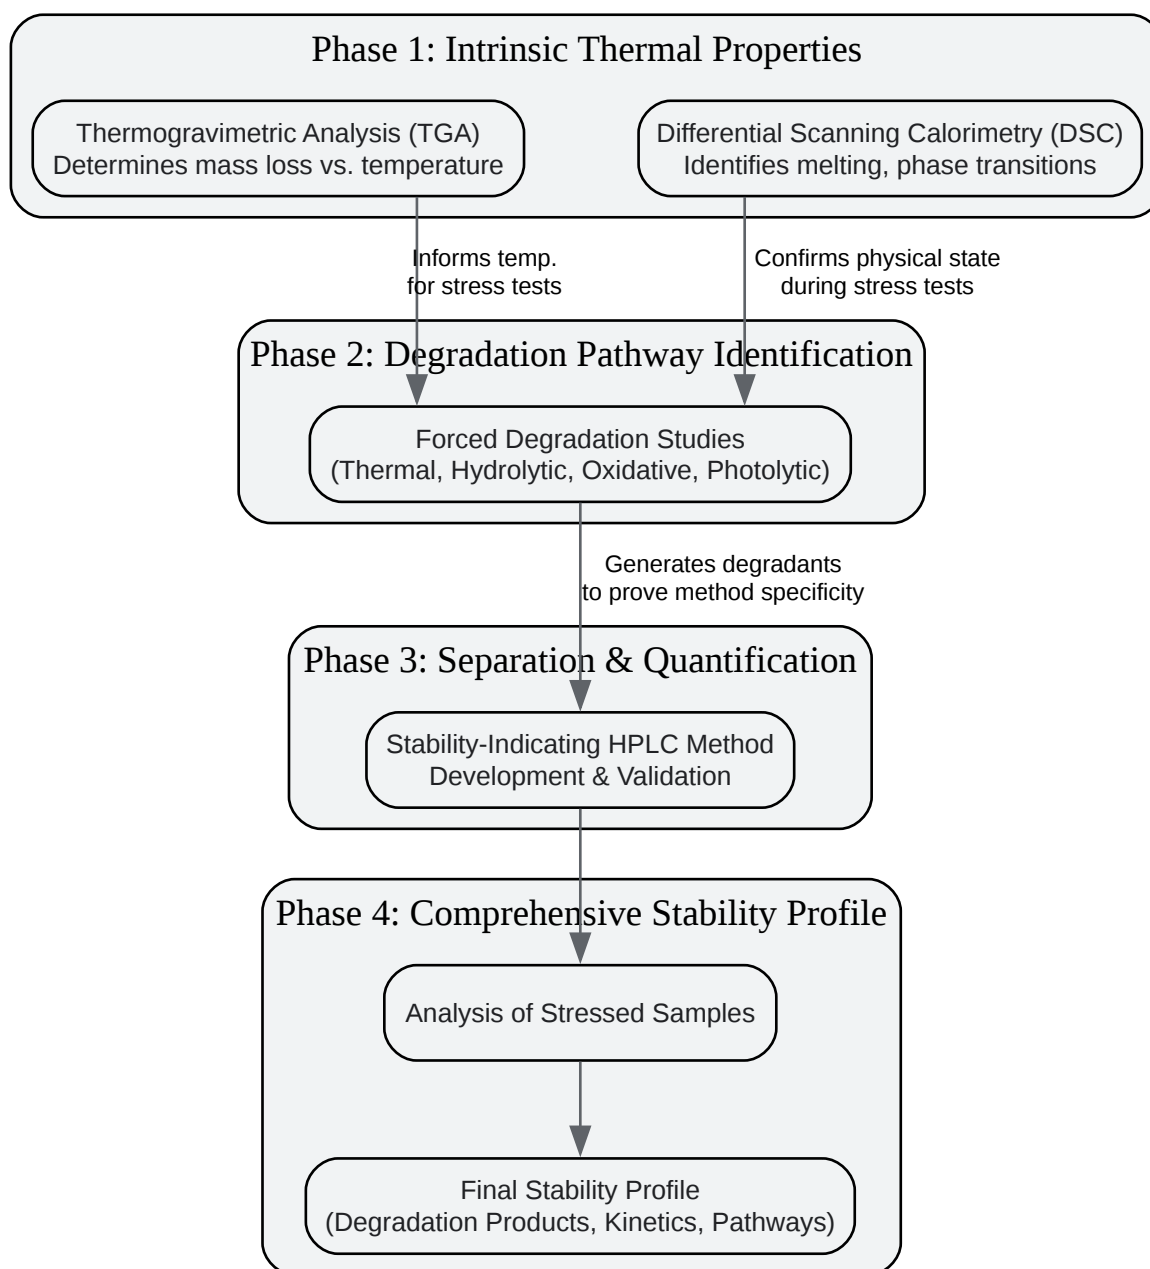 Phase 1: Intrinsic Thermal Properties
Thermogravimetric Analysis (TGA)
Determines mass loss vs. temperature
Differential Scanning Calorimetry (DSC)
Identifies melting, phase transitions
Informs temp.
for stress tests
Confirms physical state
during stress tests
Phase 2: Degradation Pathway Identification
Forced Degradation Studies
(Thermal, Hydrolytic, Oxidative, Photolytic)
Generates degradants
to prove method specificity
Phase 3: Separation & Quantification
Stability-Indicating HPLC Method
Development & Validation
Phase 4: Comprehensive Stability Profile
Analysis of Stressed Samples
Final Stability Profile
(Degradation Products, Kinetics, Pathways)